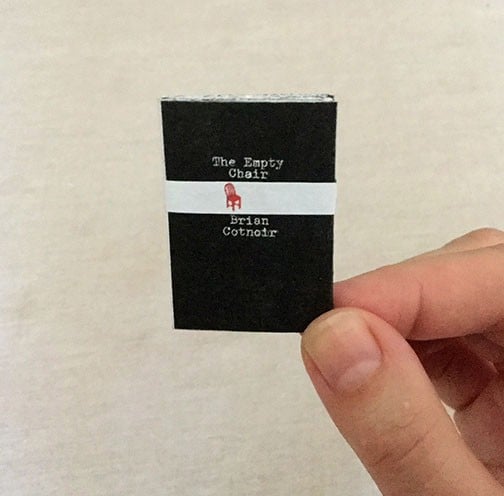 The Empty
Chair
Brian
Cotnoir